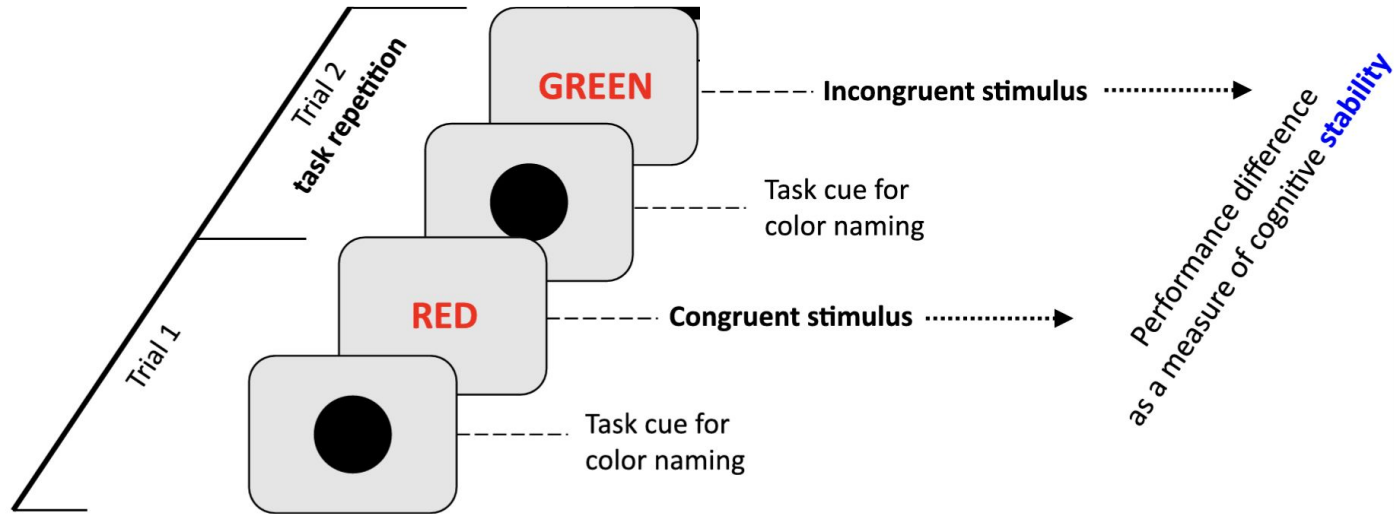 Trial 2
task repetition
GREEN
Incongruent stimulus
Task cue for
color naming
Trial 1
RED
Congruent stimulus
Task cue for
color naming
Performance difference
as a measure of cognitive stability